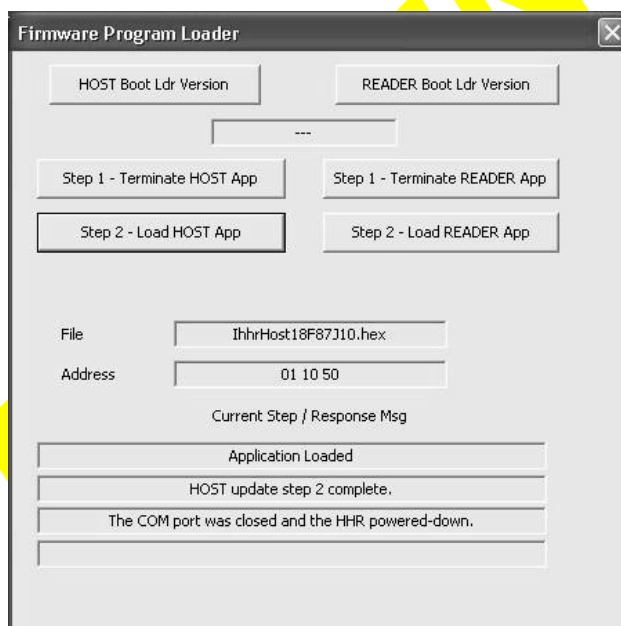 Firmware Program Loader
HOST Boot Ldr Version
READER Boot Ldr Version
---
Step 1 - Terminate HOST App
Step 1 - Terminate READER App
Step 2 - Load HOST App
Step 2 - Load READER App
File
IhhrHost18F87J10.hex
Address
01 10 50
Current Step / Response Msg
Application Loaded
HOST update step 2 complete.
The COM port was closed and the HHR powered-down.